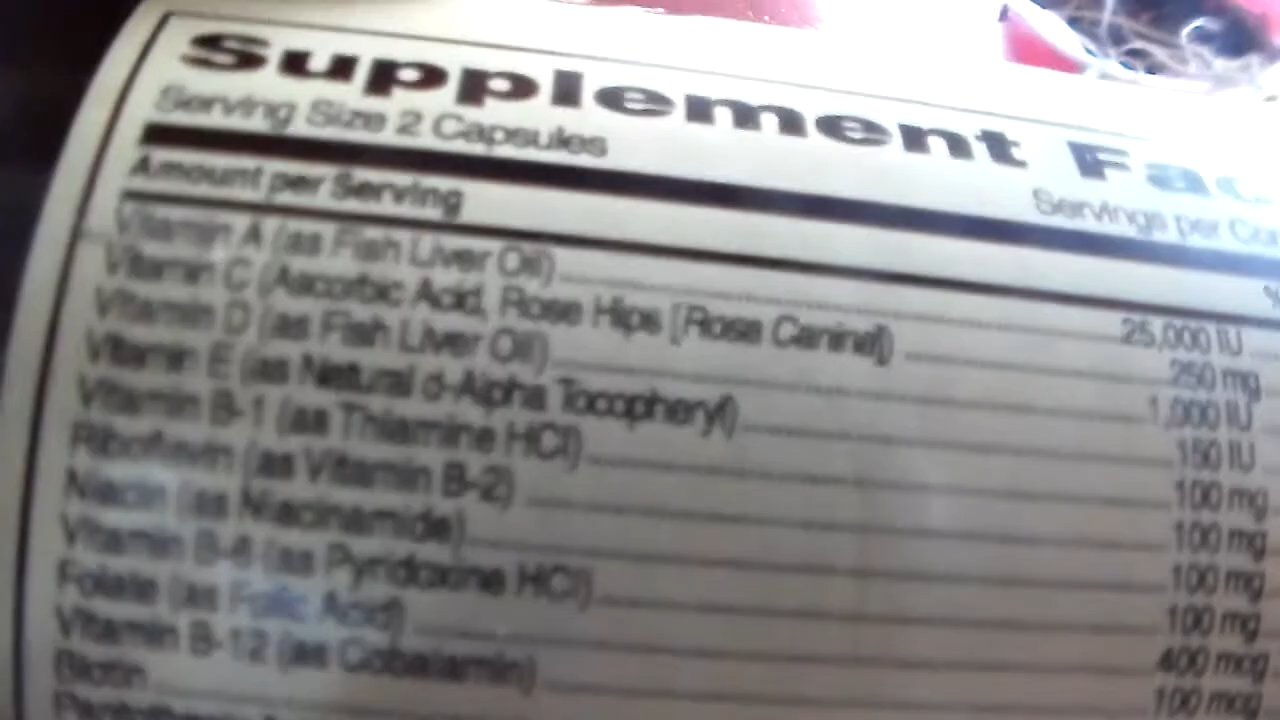 Supplement Fac
Serving Size 2 Capsules
Servings per Con
Amount per Serving
Vitamin A (as Fish Liver Oil) 25,000 IU
Vitamin C (Ascorbic Acid, Rose Hips [Rosa Canina]) 250 mg
Vitamin D (as Fish Liver Oil) 1,000 IU
Vitamin E (as Natural d-Alpha Tocopheryl) 150 IU
Vitamin B-1 (as Thiamine HCl) 100 mg
Riboflavin (as Vitamin B-2) 100 mg
Niacin (as Niacinamide) 100 mg
Vitamin B-6 (as Pyridoxine HCl) 100 mg
Folate (as Folic Acid) 400 mcg
Vitamin B-12 (as Cobalamin) 100 mcg
Biotin